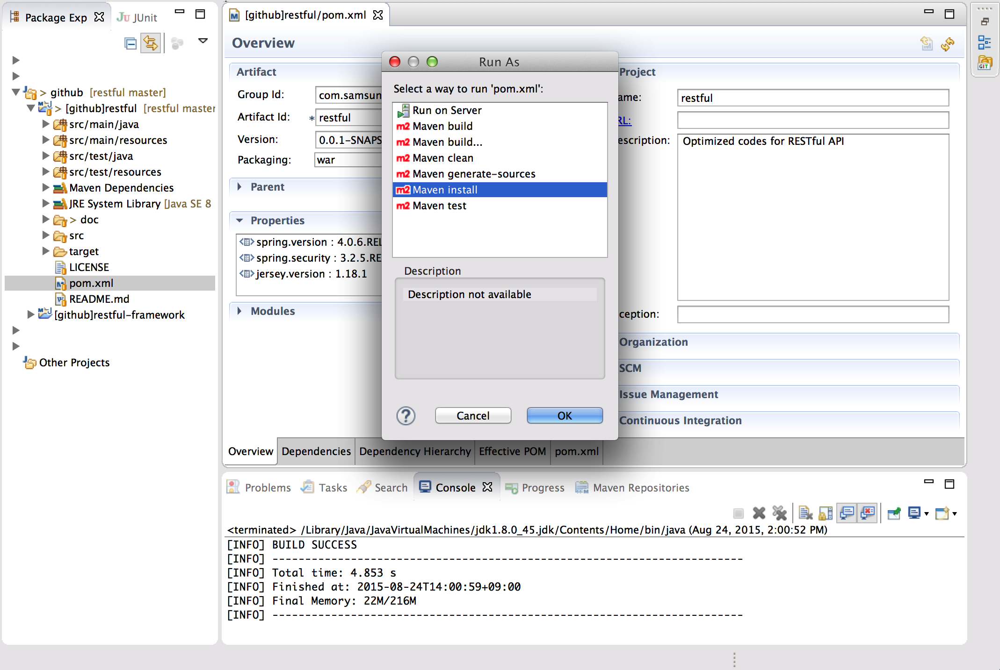 Package Exp
JUnit
> github [restful master]
> [github]restful [restful master
src/main/java
src/main/resources
src/test/java
src/test/resources
Maven Dependencies
JRE System Library [Java SE 8
> doc
src
target
LICENSE
pom.xml
README.md
[github]restful-framework
Other Projects
[github]restful/pom.xml
Overview
Artifact
Group Id: com.samsun
Artifact Id: * restful
Version: 0.0.1-SNAPS
Packaging: war
Parent
Properties
spring.version : 4.0.6.REL
spring.security : 3.2.5.RE
jersey.version : 1.18.1
Modules
Run As
Select a way to run 'pom.xml':
Run on Server
m2 Maven build
m2 Maven build...
m2 Maven clean
m2 Maven generate-sources
m2 Maven install
m2 Maven test
Description
Description not available
? Cancel OK
Project
ame: restful
RL:
escription: Optimized codes for RESTful API
ception:
Organization
SCM
Issue Management
Continuous Integration
GIT
Overview Dependencies Dependency Hierarchy Effective POM pom.xml
Problems Tasks Search Console Progress Maven Repositories
<terminated> /Library/Java/JavaVirtualMachines/jdk1.8.0_45.jdk/Contents/Home/bin/java (Aug 24, 2015, 2:00:52 PM)
[INFO] BUILD SUCCESS
[INFO] ------------------------------------------------------------------------
[INFO] Total time: 4.853 s
[INFO] Finished at: 2015-08-24T14:00:59+09:00
[INFO] Final Memory: 22M/216M
[INFO] ------------------------------------------------------------------------